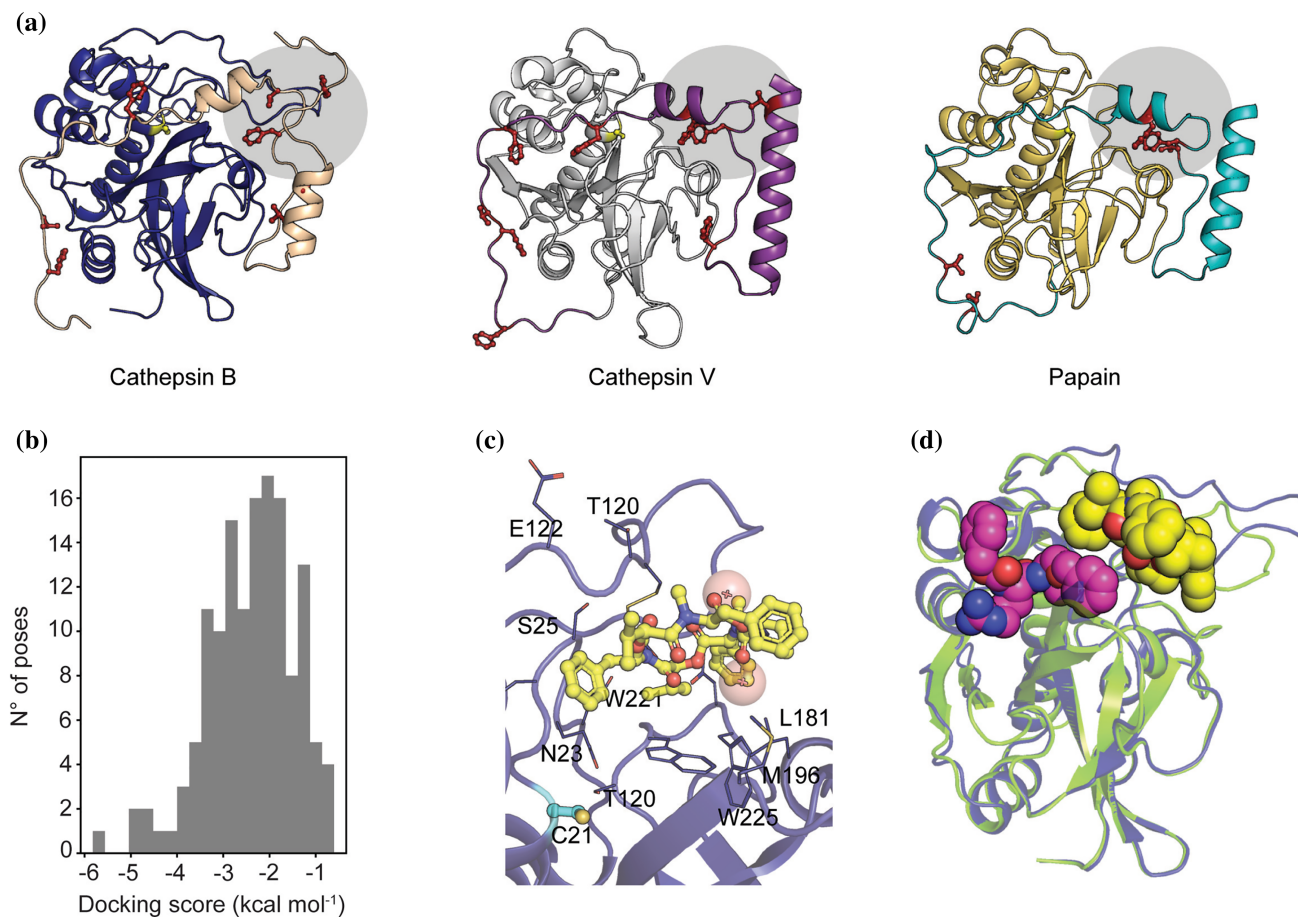 (a)
Cathepsin B
Cathepsin V
Papain
(b)
N° of poses
16
14
12
10
8
6
4
2
0
-6
-5
-4
-3
-2
-1
Docking score (kcal mol⁻¹)
(c)
T120
E122
S25
W221
L181
N23
M196
T120
W225
C21
(d)